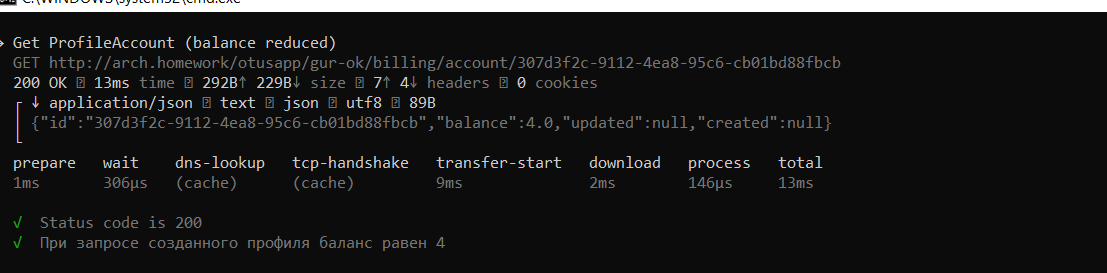 C:\WINDOWS\system32\cmd.exe
→ Get ProfileAccount (balance reduced)
GET http://arch.homework/otusapp/gur-ok/billing/account/307d3f2c-9112-4ea8-95c6-cb01bd88fbcb
200 OK ⍰ 13ms time ⍰ 292B↑ 229B↓ size ⍰ 7↑ 4↓ headers ⍰ 0 cookies
┌ ↓ application/json ⍰ text ⍰ json ⍰ utf8 ⍰ 89B
│ {"id":"307d3f2c-9112-4ea8-95c6-cb01bd88fbcb","balance":4.0,"updated":null,"created":null}
└
prepare wait dns-lookup tcp-handshake transfer-start download process total
1ms 306µs (cache) (cache) 9ms 2ms 146µs 13ms
√ Status code is 200
√ При запросе созданного профиля баланс равен 4